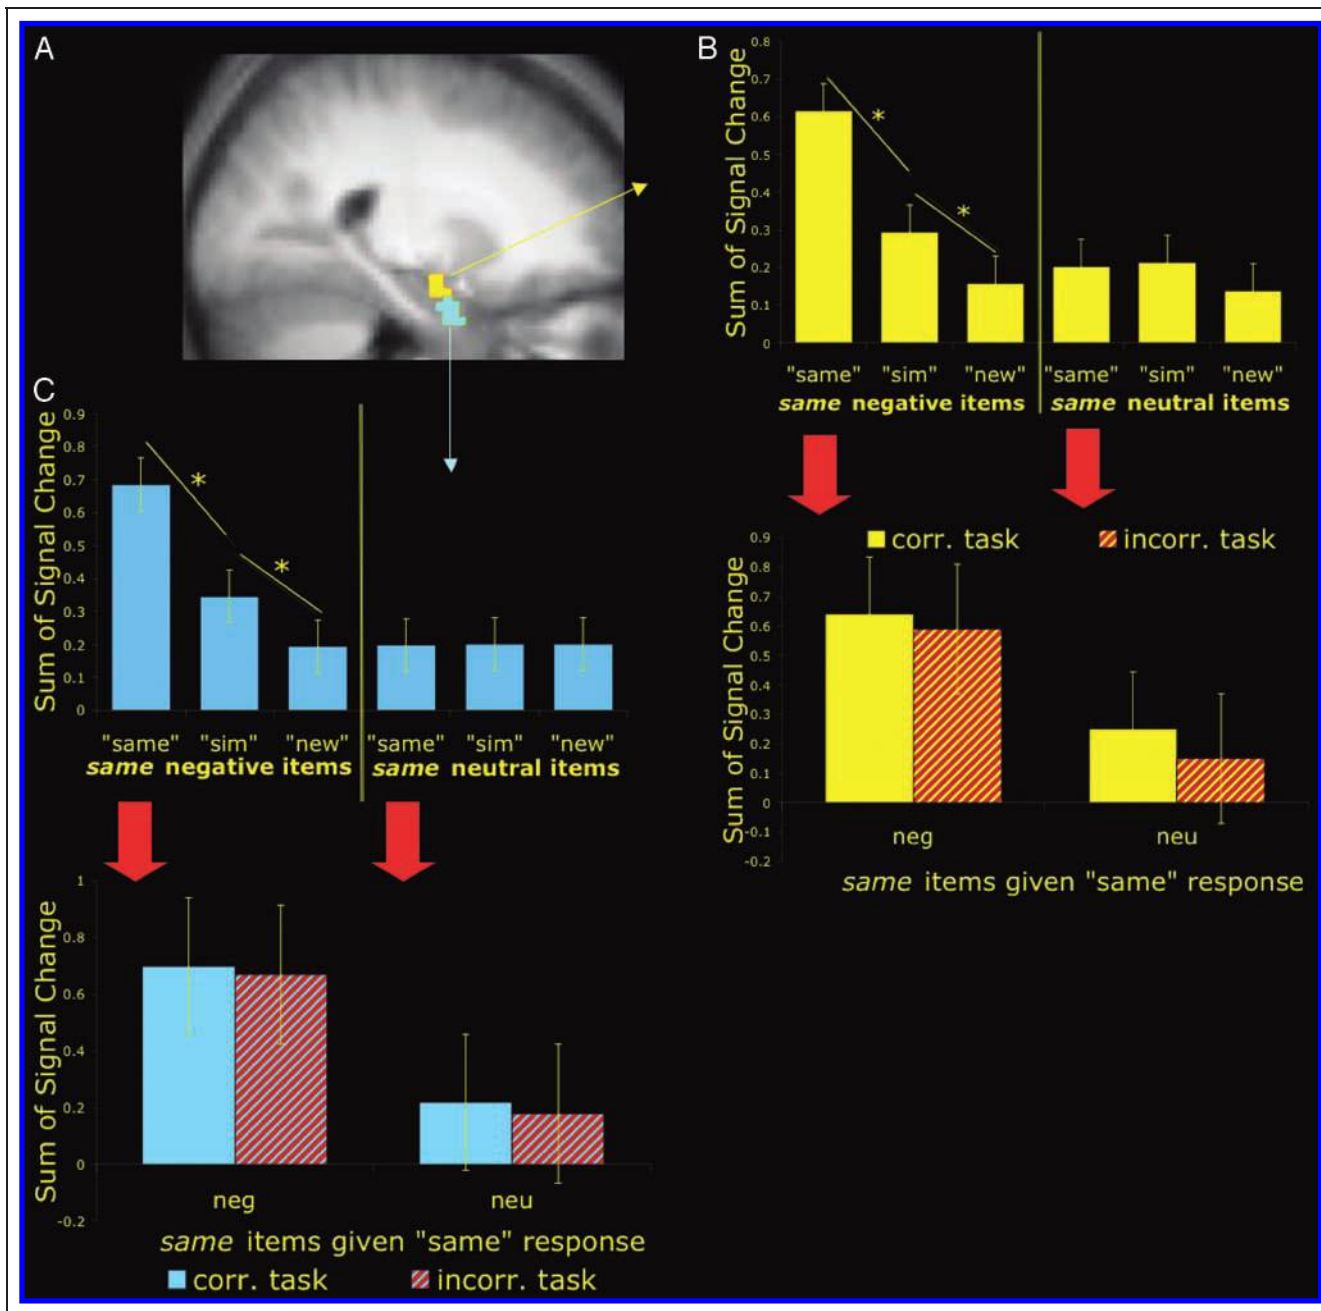 A
B
Sum of Signal Change
0.8
0.7
0.6
0.5
0.4
0.3
0.2
0.1
0
*
*
"same" "sim" "new" "same" "sim" "new"
same negative items same neutral items
C
Sum of Signal Change
0.9
0.8
0.7
0.6
0.5
0.4
0.3
0.2
0.1
0
*
*
"same" "sim" "new" "same" "sim" "new"
same negative items same neutral items
corr. task incorr. task
Sum of Signal Change
0.9
0.8
0.7
0.6
0.5
0.4
0.3
0.2
0.1
0
-0.1
-0.2
neg neu
same items given "same" response
Sum of Signal Change
1
0.8
0.6
0.4
0.2
0
-0.2
neg neu
same items given "same" response
corr. task incorr. task